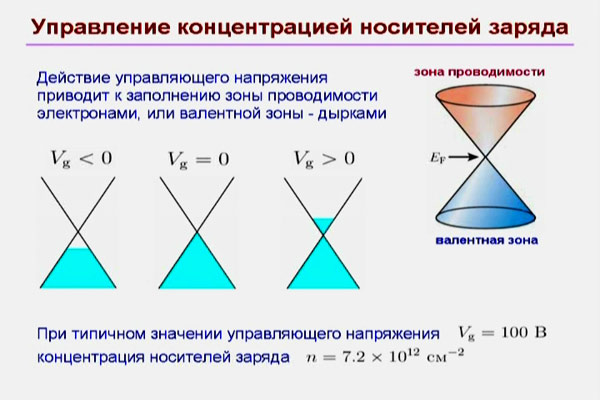 Управление концентрацией носителей заряда
Действие управляющего напряжения
приводит к заполнению зоны проводимости
электронами, или валентной зоны - дырками
зона проводимости
V_g < 0
V_g = 0
V_g > 0
E_F
валентная зона
При типичном значении управляющего напряжения V_g = 100 В
концентрация носителей заряда n = 7.2 × 10^12 см^−2